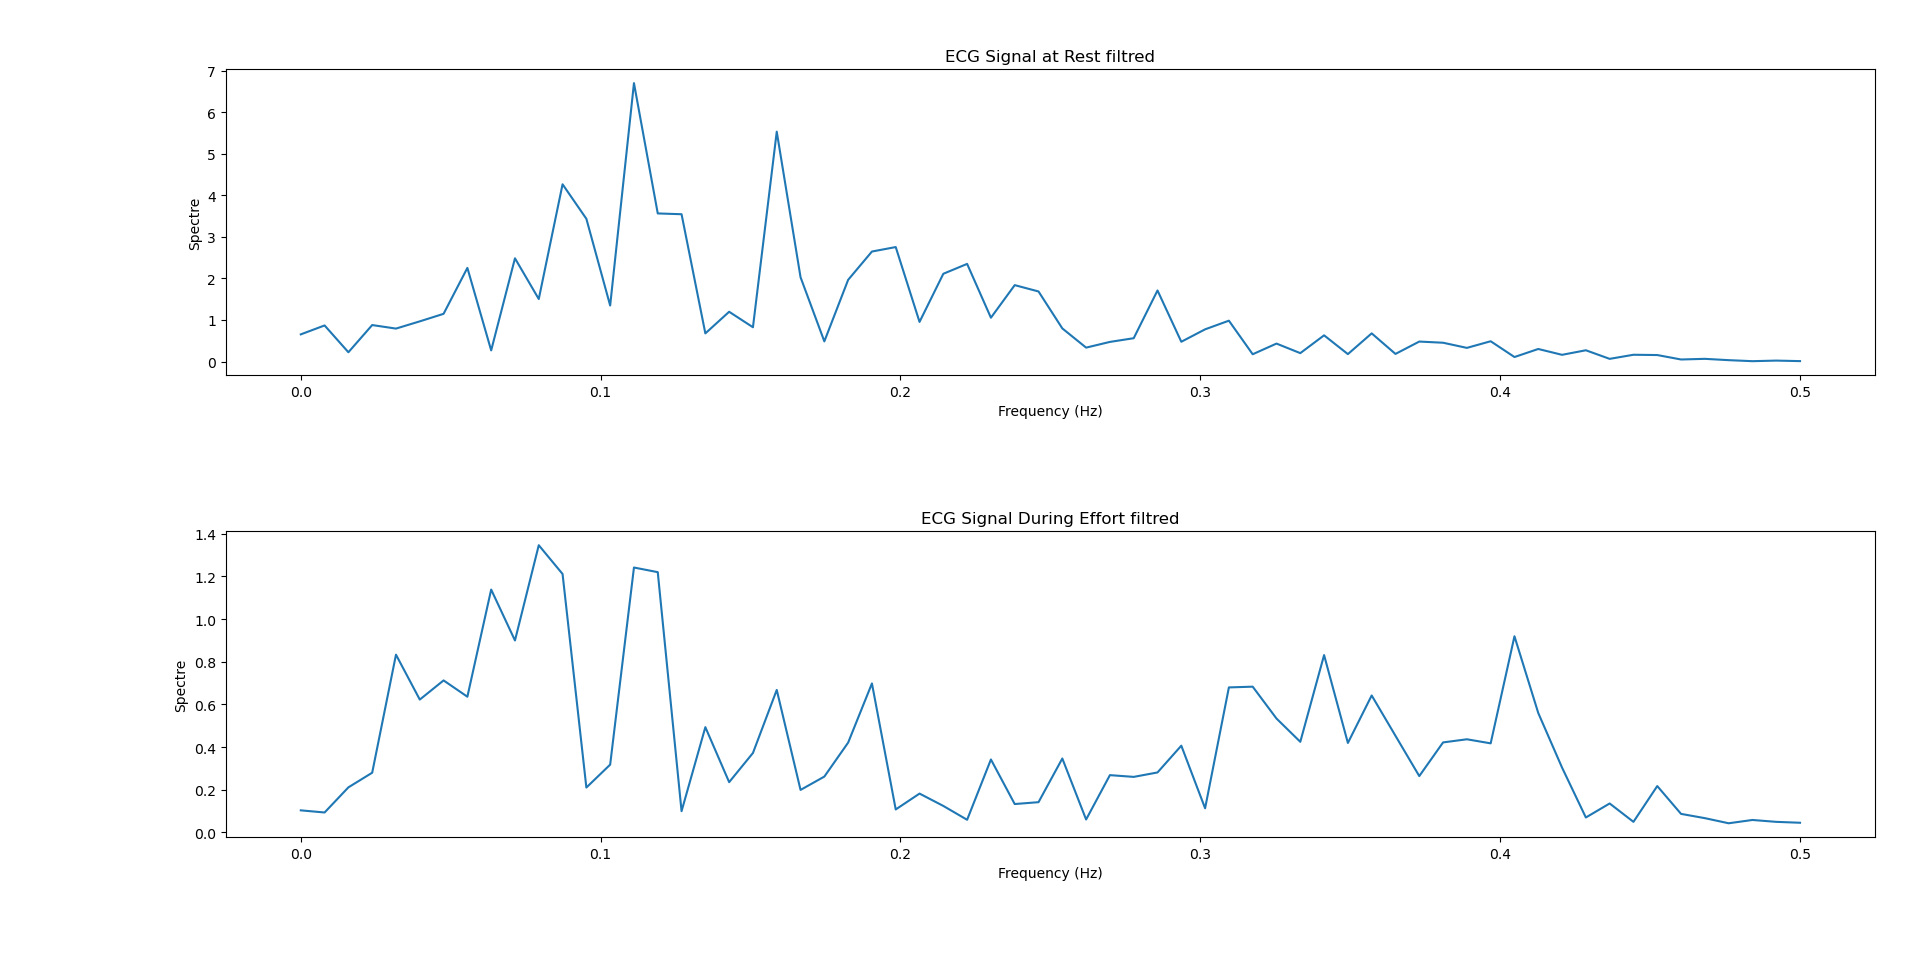 ECG Signal at Rest filtred
7
6
5
4
3
2
1
0
Spectre
0.0 0.1 0.2 0.3 0.4 0.5
Frequency (Hz)
ECG Signal During Effort filtred
1.4
1.2
1.0
0.8
0.6
0.4
0.2
0.0
Spectre
0.0 0.1 0.2 0.3 0.4 0.5
Frequency (Hz)